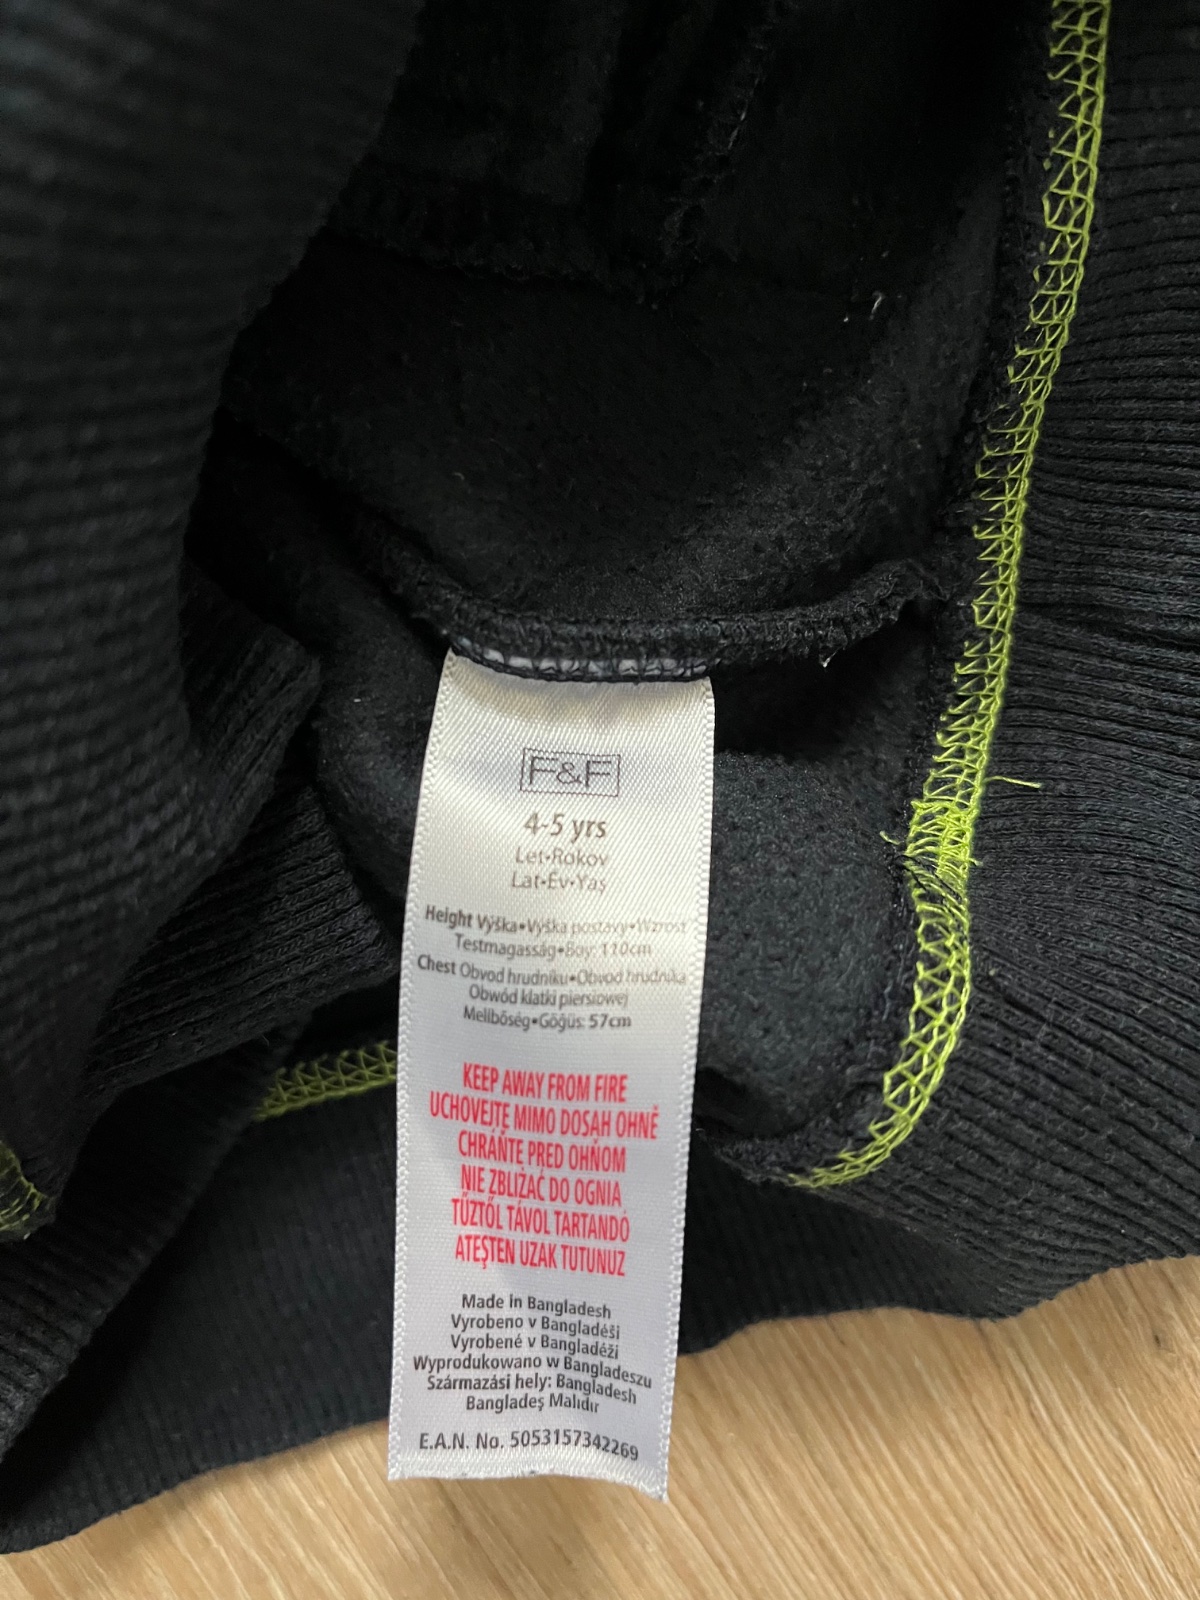 F&F
4-5 yrs
Let•Rokov
Lat•Év•Yaş
Height Výška•Výška postavy•Wzrost
Testmagasság•Boy: 110cm
Chest Obvod hrudníku•Obvod hrudníka
Obwód klatki piersiowej
Mellbőség•Göğüs: 57cm
KEEP AWAY FROM FIRE
UCHOVEJTE MIMO DOSAH OHNĚ
CHRÁŇTE PRED OHŇOM
NIE ZBLIŻAĆ DO OGNIA
TŰZTŐL TÁVOL TARTANDÓ
ATEŞTEN UZAK TUTUNUZ
Made in Bangladesh
Vyrobeno v Bangladéši
Vyrobené v Bangladéži
Wyprodukowano w Bangladeszu
Származási hely: Bangladesh
Bangladeş Malıdır
E.A.N. No. 5053157342269